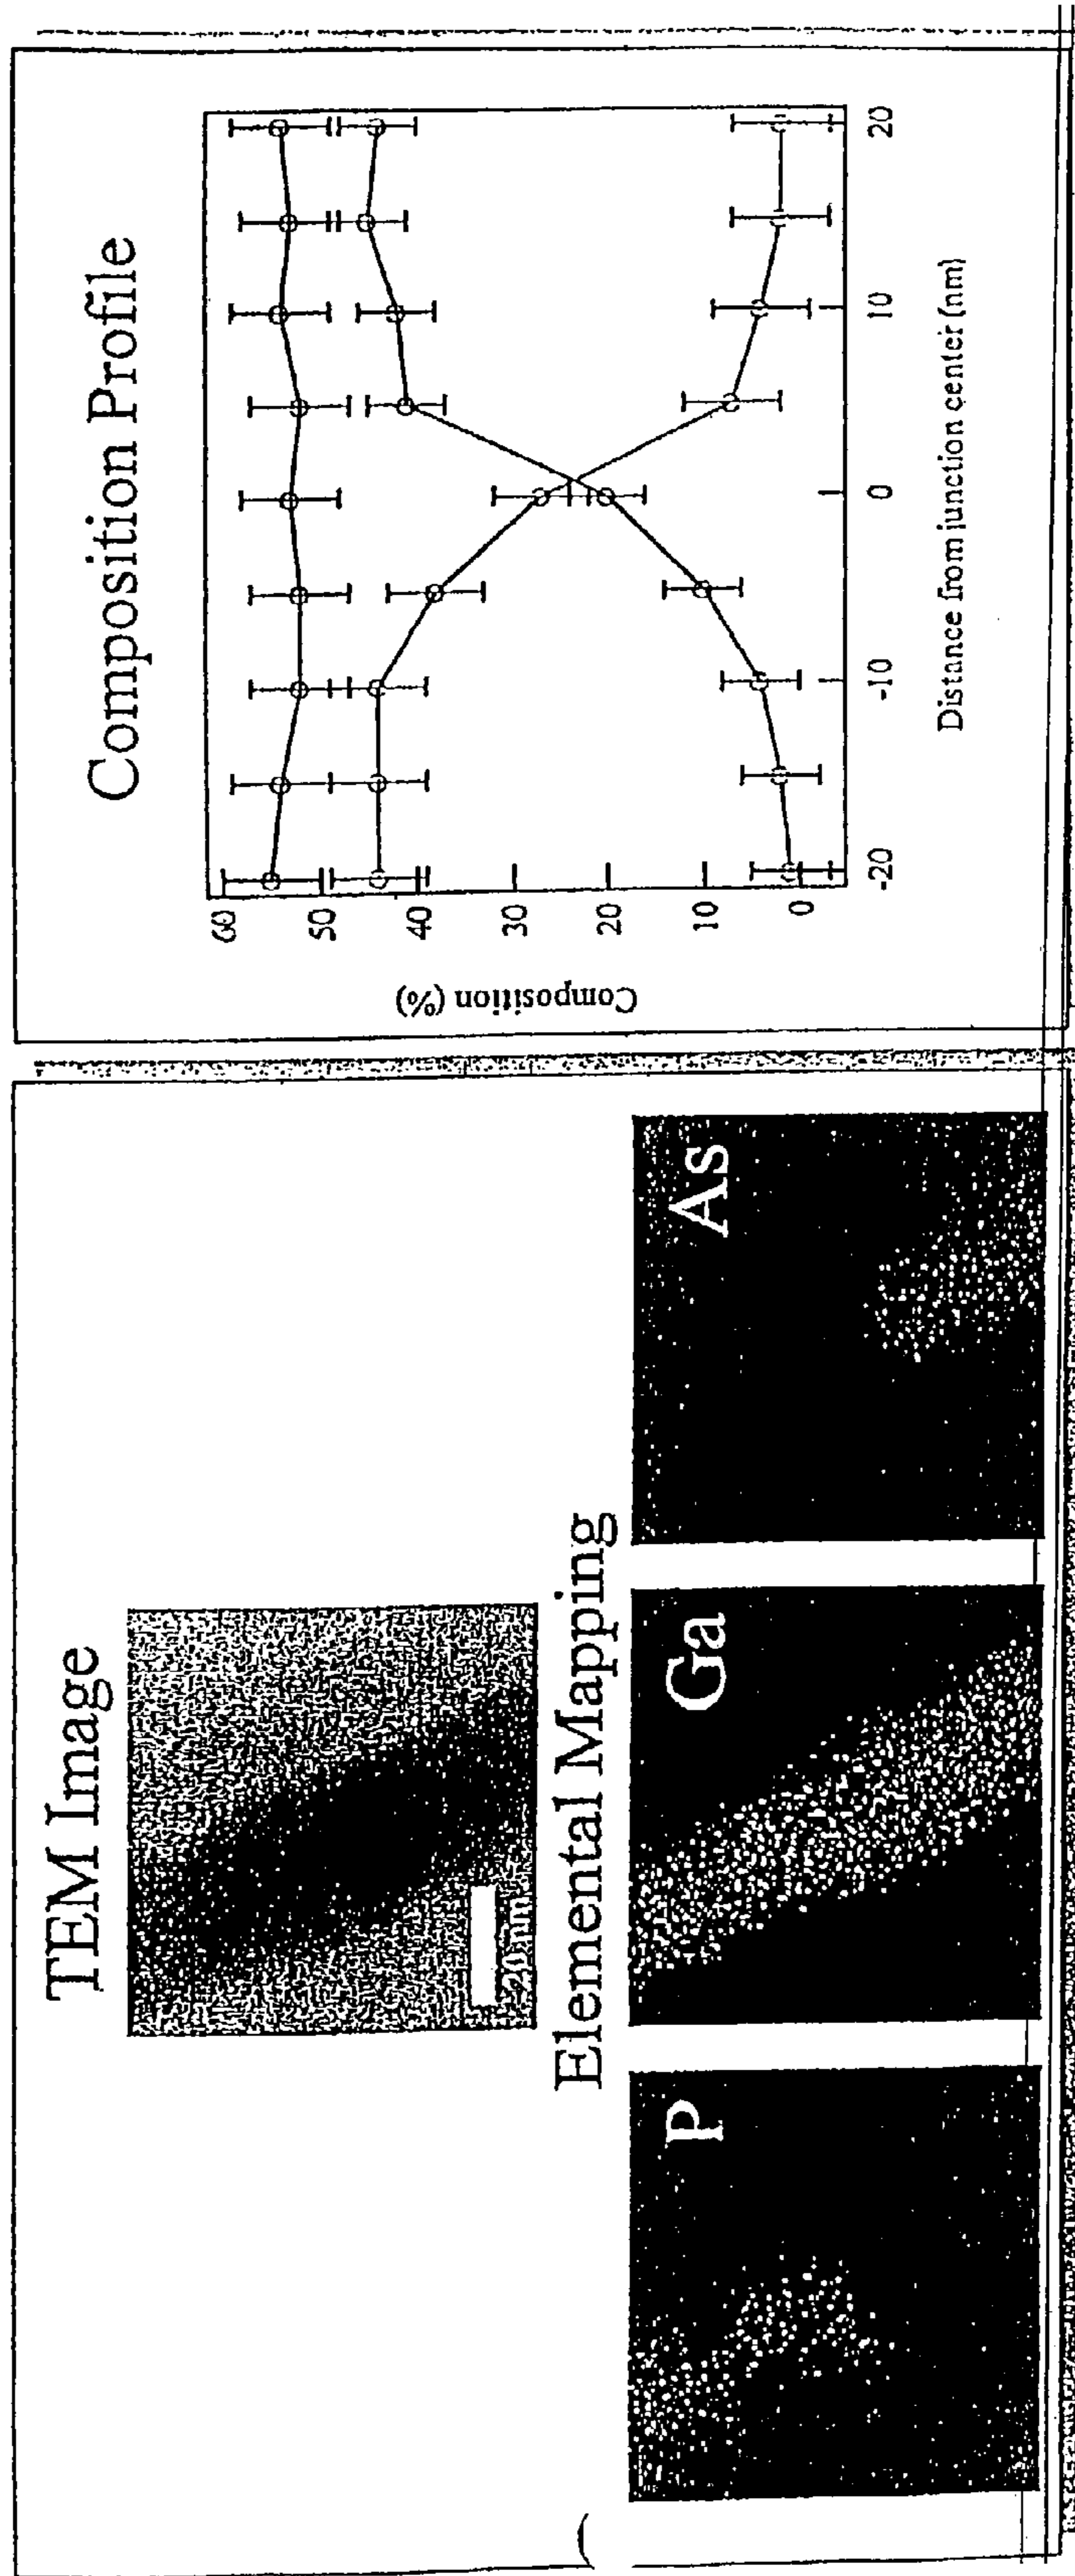 TEM Image
20 nm
Elemental Mapping
P
Ga
As
Composition Profile
Composition (%)
60
50
40
30
20
10
0
-20
-10
0
10
20
Distance from junction center (nm)